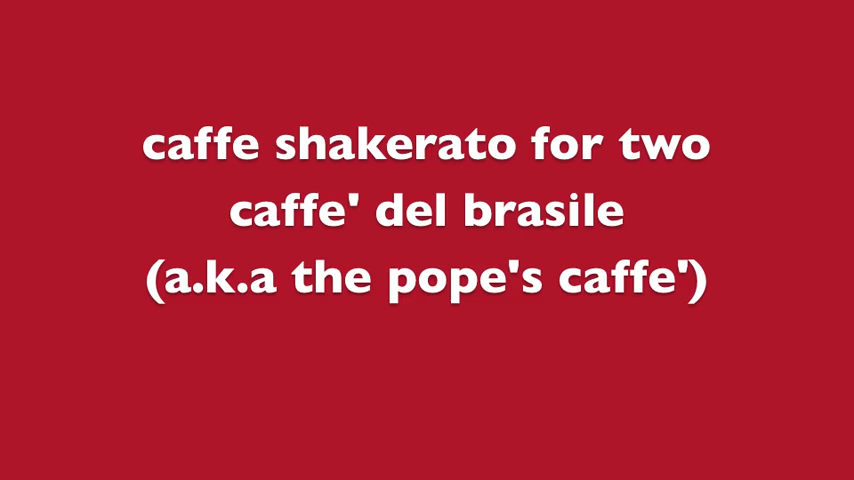 caffe shakerato for two
caffe' del brasile
(a.k.a the pope's caffe')